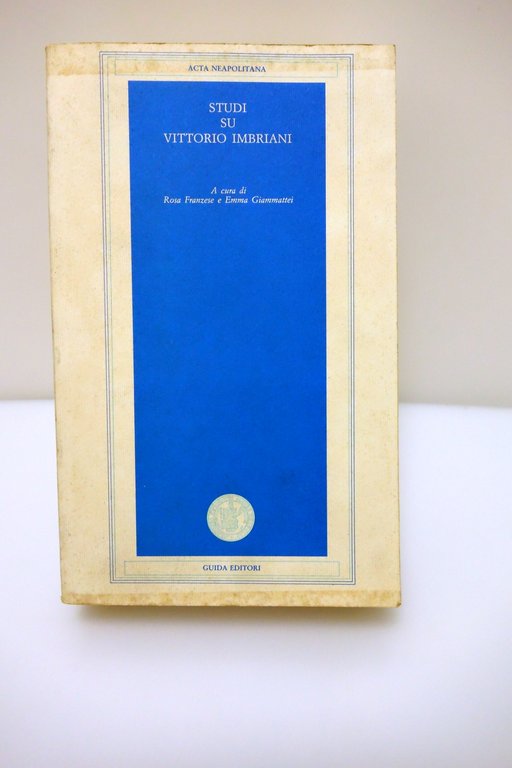 ACTA NEAPOLITANA
STUDI
SU
VITTORIO IMBRIANI
A cura di
Rosa Franzese e Emma Giammattei
GUIDA EDITORI